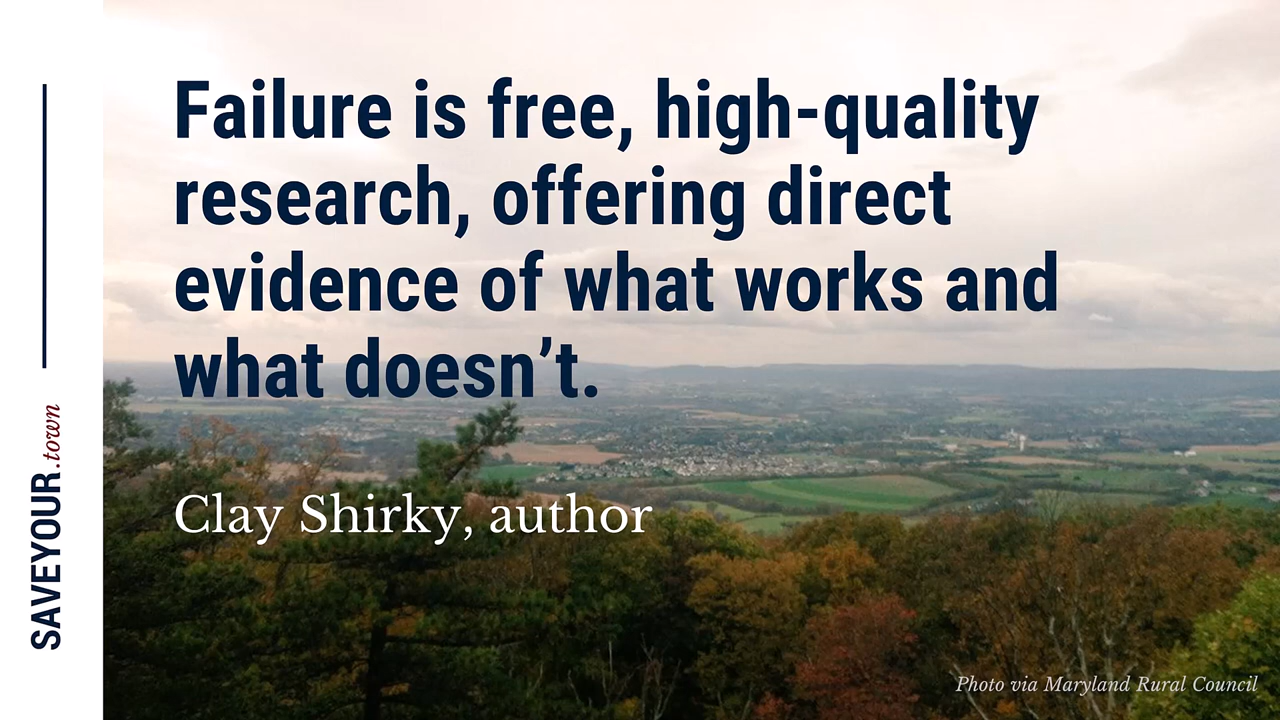 Failure is free, high-quality
research, offering direct
evidence of what works and
what doesn’t.
Clay Shirky, author
SAVEYOUR.town
Photo via Maryland Rural Council